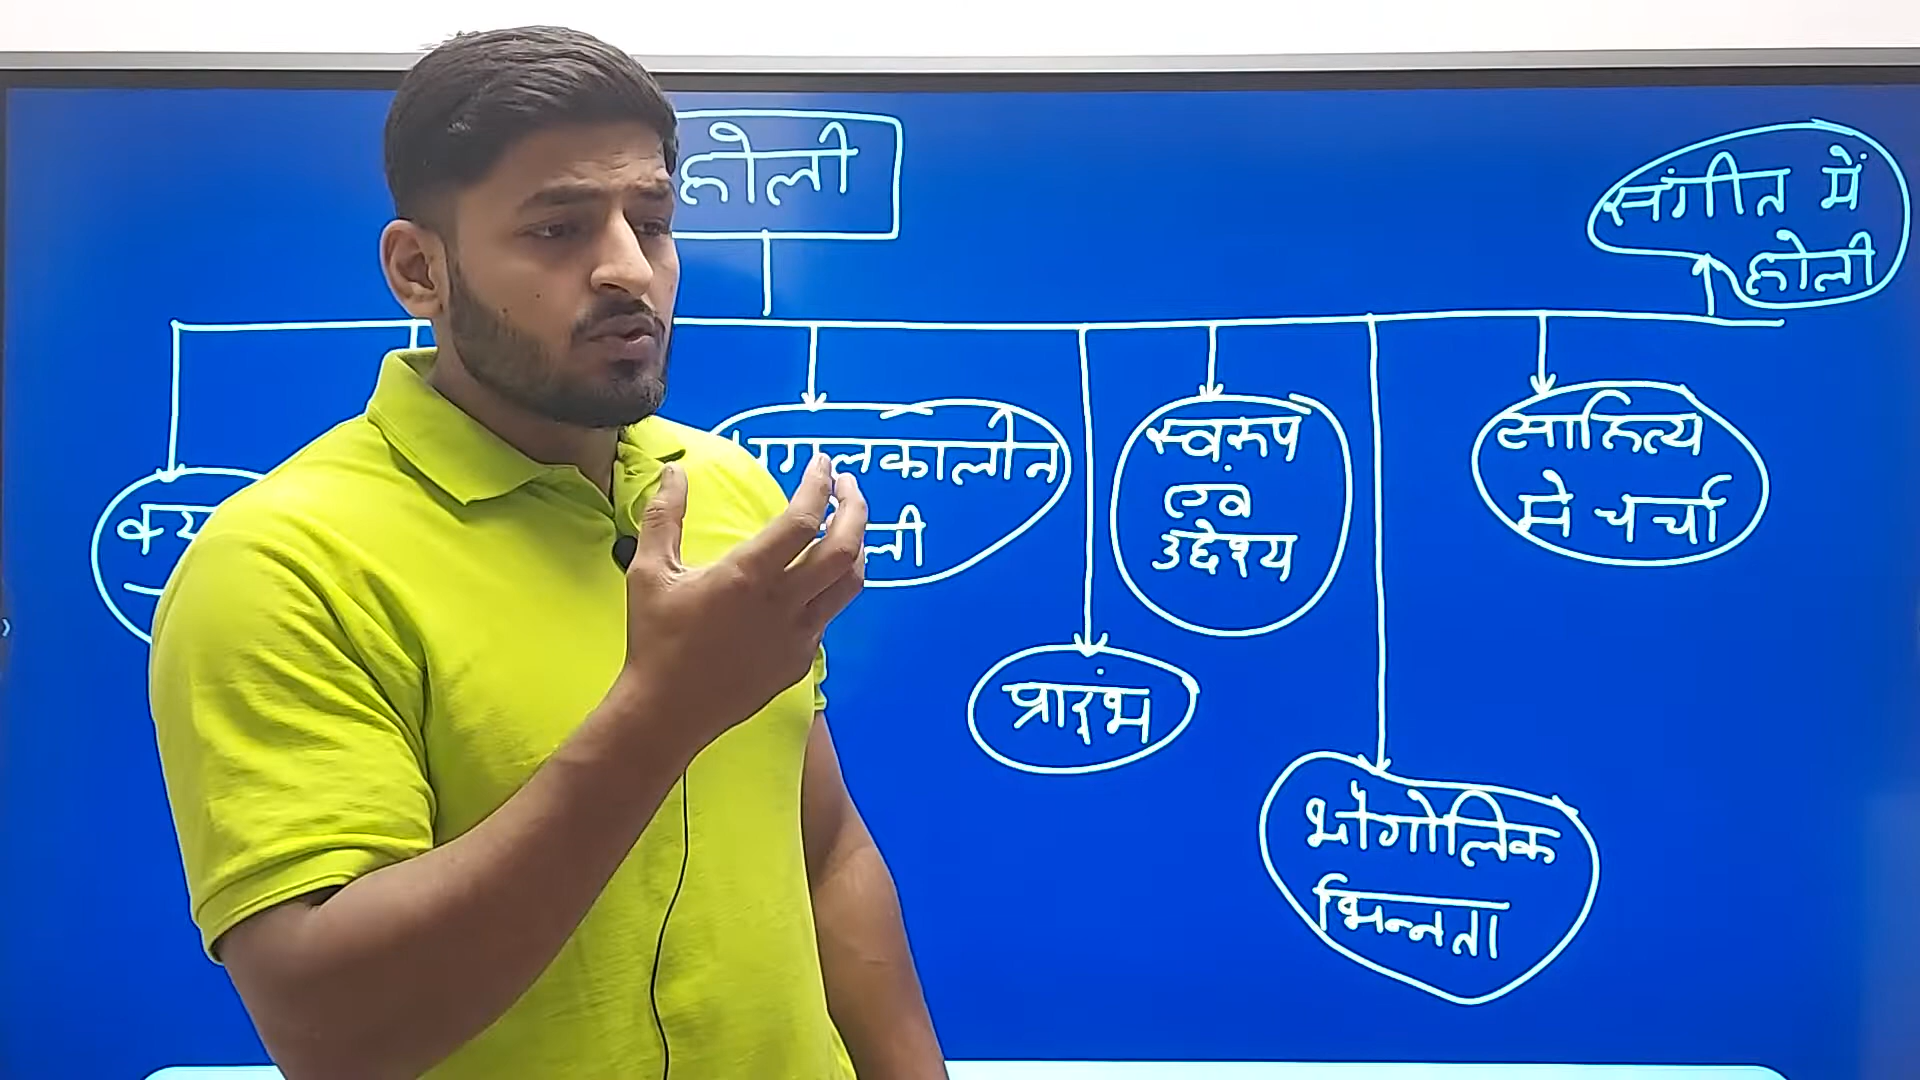 होली
संगीत में
होली
स्वरुप
एवं
उद्देश्य
साहित्य
मे चर्चा
प्रारंभ
भौगोलिक
भिन्नता